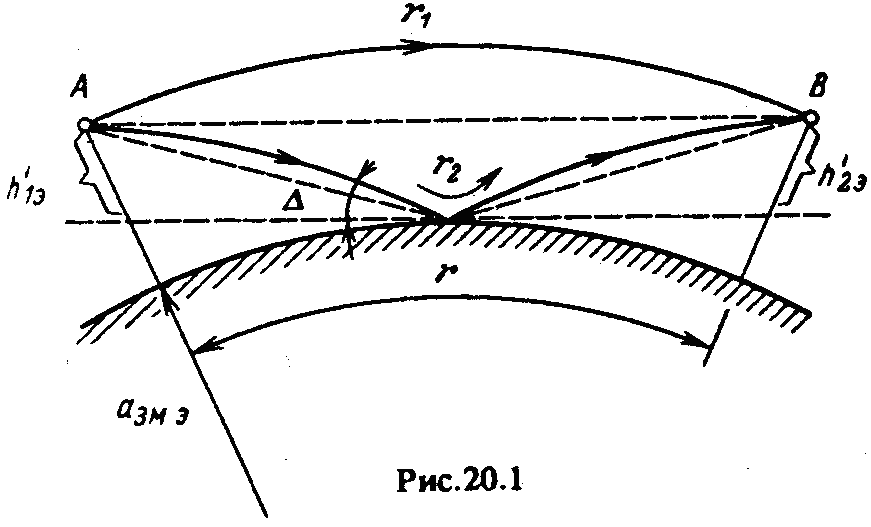 r₁
A
B
r₂
h'₁э
Δ
h'₂э
r
aзм э
Рис.20.1